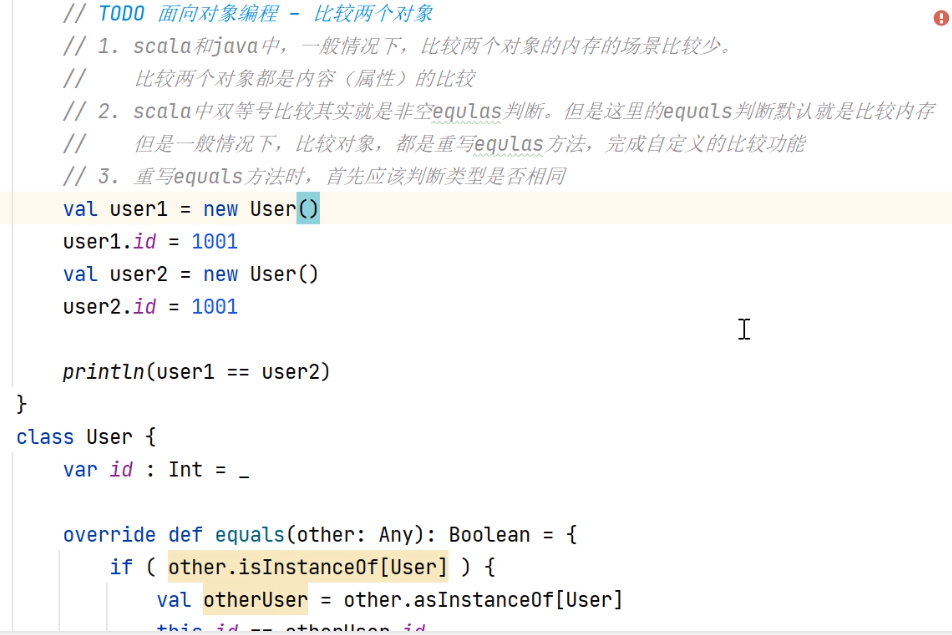 // TODO 面向对象编程 - 比较两个对象
// 1. scala和java中，一般情况下，比较两个对象的内存的场景比较少。
//    比较两个对象都是内容（属性）的比较
// 2. scala中双等号比较其实就是非空equlas判断。但是这里的equals判断默认就是比较内存
//    但是一般情况下，比较对象，都是重写equlas方法，完成自定义的比较功能
// 3. 重写equals方法时，首先应该判断类型是否相同
val user1 = new User()
user1.id = 1001
val user2 = new User()
user2.id = 1001
println(user1 == user2)
}
class User {
var id : Int = _
override def equals(other: Any): Boolean = {
if ( other.isInstanceOf[User] ) {
val otherUser = other.asInstanceOf[User]
this.id == otherUser.id